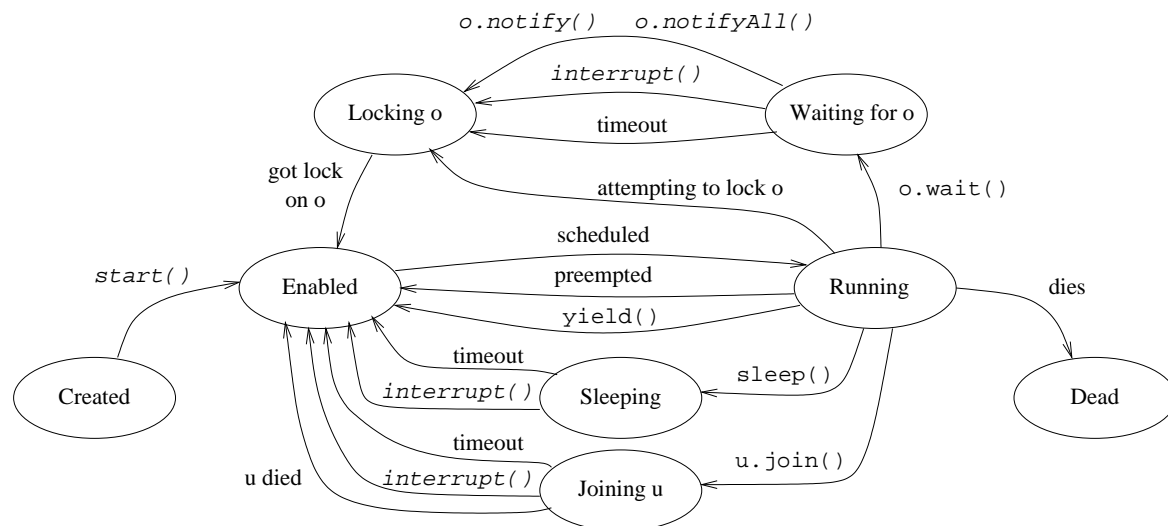 o.notify() o.notifyAll()
interrupt()
Locking o
Waiting for o
timeout
got lock
on o
attempting to lock o
o.wait()
scheduled
start()
Enabled
preempted
Running
dies
yield()
timeout
sleep()
Created
interrupt()
Sleeping
Dead
timeout
u.join()
u died
interrupt()
Joining u